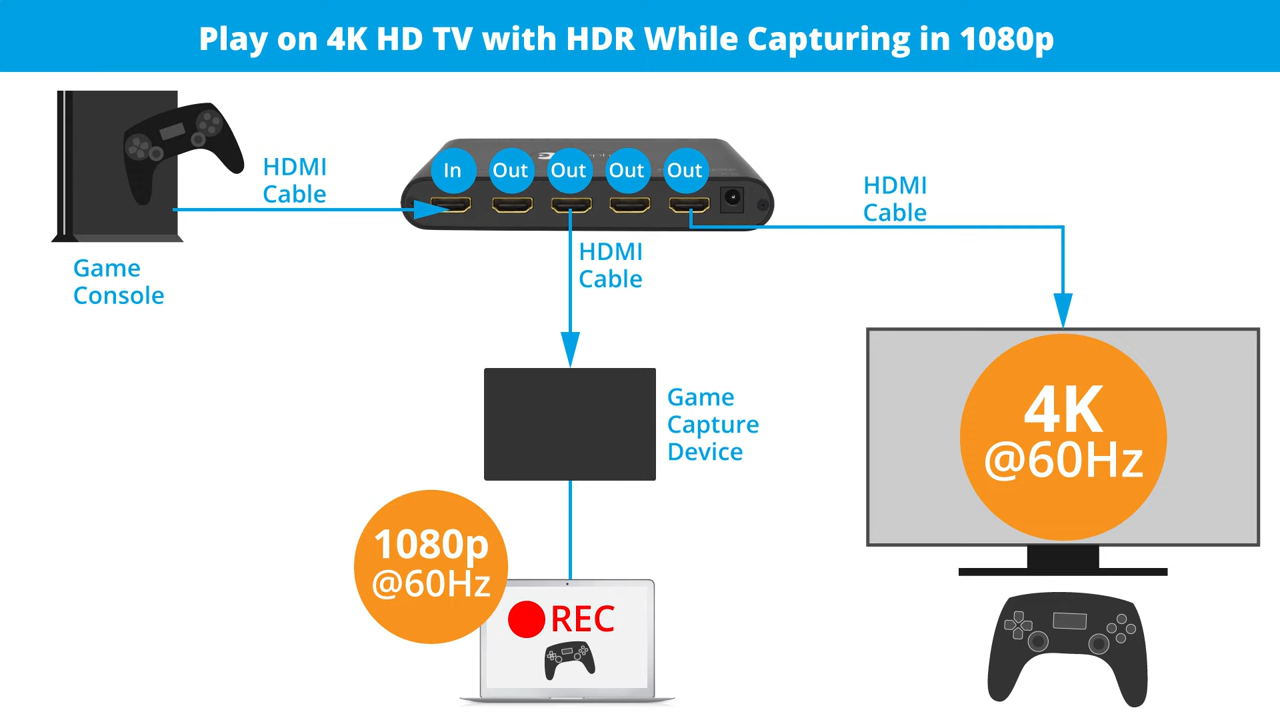 Play on 4K HD TV with HDR While Capturing in 1080p
HDMI
Cable
In
Out
Out
Out
Out
HDMI
Cable
HDMI
Cable
Game
Console
Game
Capture
Device
4K
@60Hz
1080p
@60Hz
REC